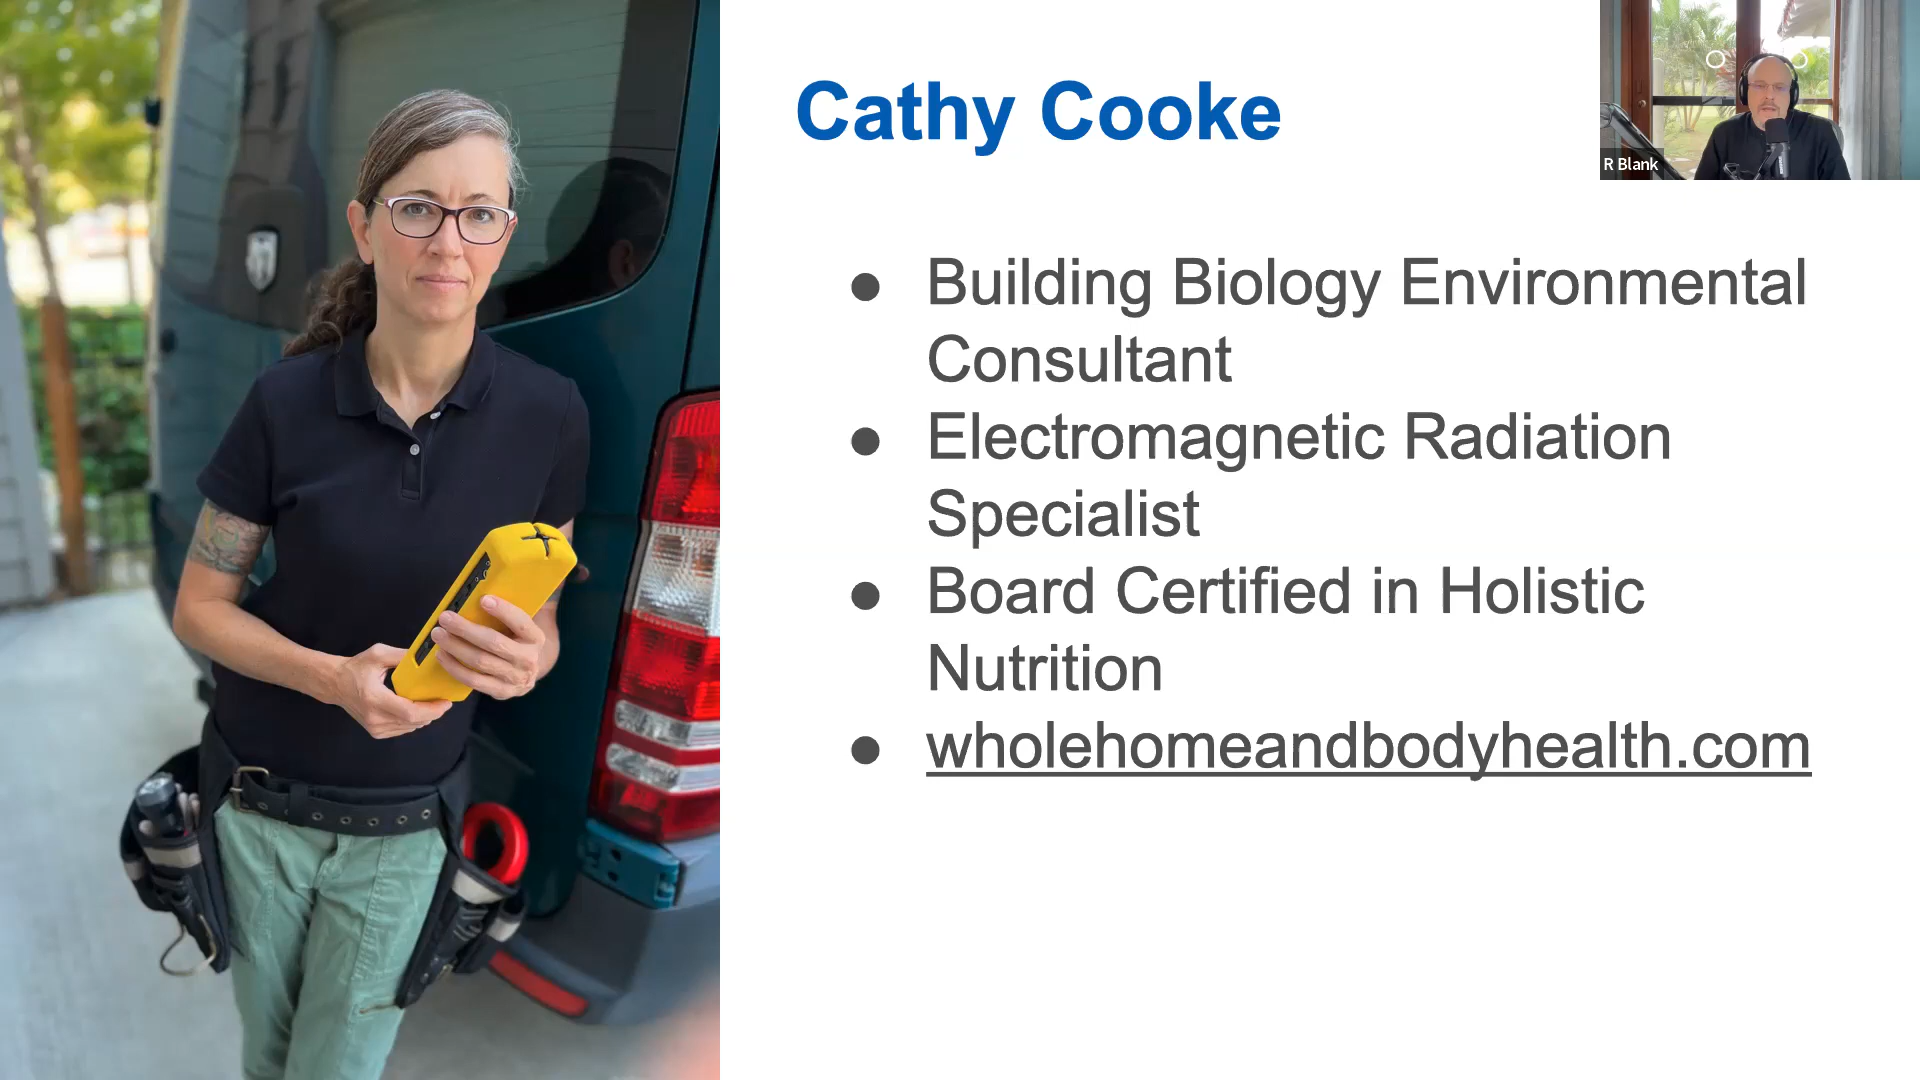 Cathy Cooke
R Blank
● Building Biology Environmental
Consultant
● Electromagnetic Radiation
Specialist
● Board Certified in Holistic
Nutrition
● wholehomeandbodyhealth.com